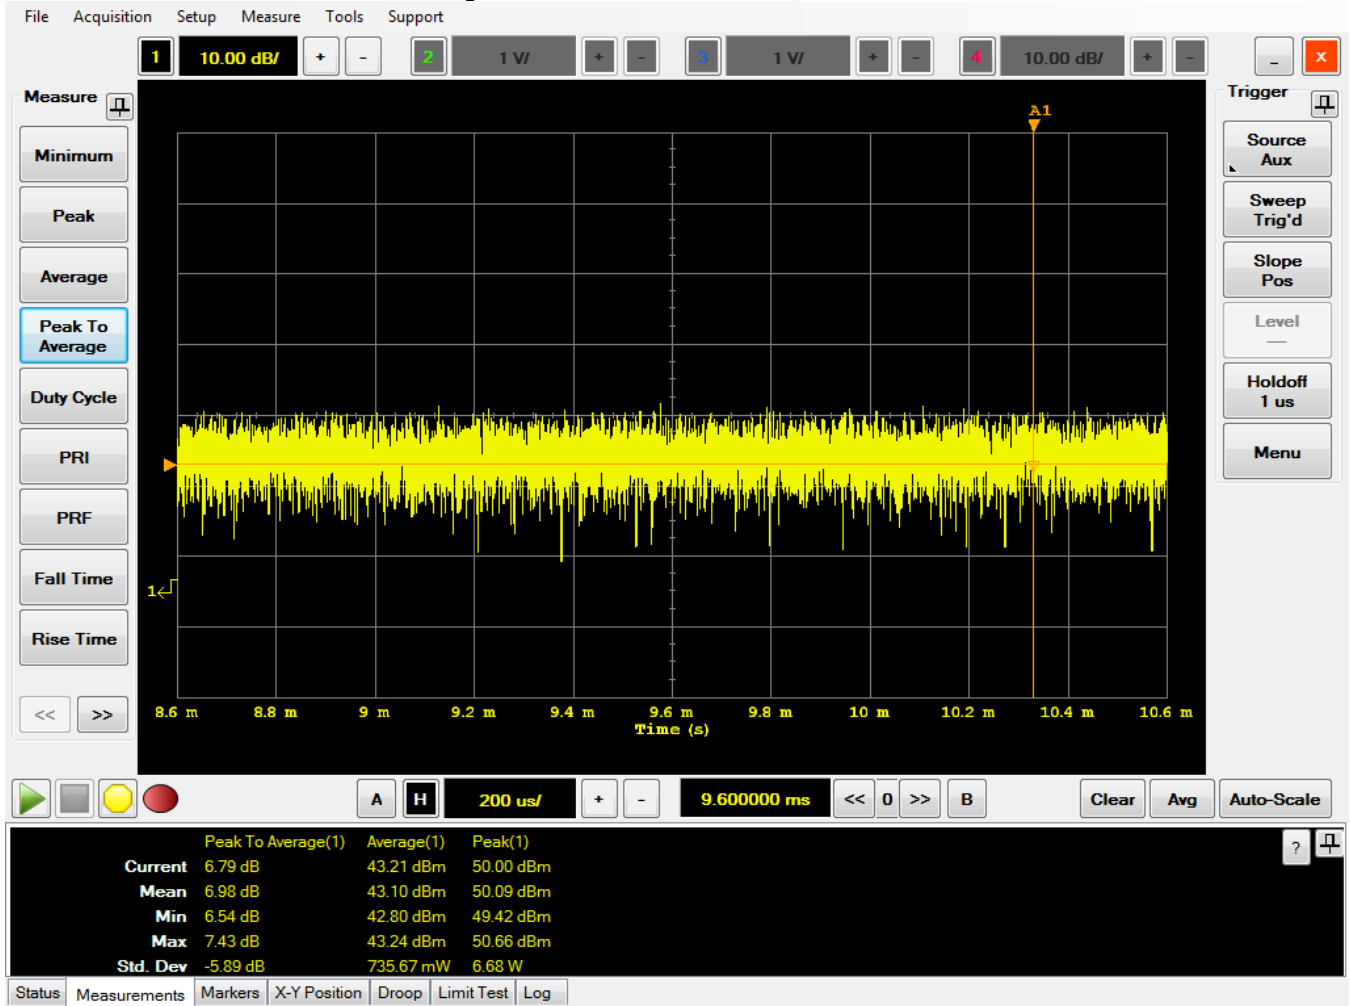 File Acquisition Setup Measure Tools Support
1 10.00 dB/ + - 2 1 V/ + - 3 1 V/ + - 4 10.00 dB/ + - _ X
Measure
Minimum
Peak
Average
Peak To
Average
Duty Cycle
PRI
PRF
Fall Time
Rise Time
<< >>
A1
1
8.6 m 8.8 m 9 m 9.2 m 9.4 m 9.6 m 9.8 m 10 m 10.2 m 10.4 m 10.6 m
Time (s)
Trigger
Source
Aux
Sweep
Trig'd
Slope
Pos
Level
—
Holdoff
1 us
Menu
A H 200 us/ + - 9.600000 ms << 0 >> B Clear Avg Auto-Scale
Peak To Average(1) Average(1) Peak(1) ?
Current 6.79 dB 43.21 dBm 50.00 dBm
Mean 6.98 dB 43.10 dBm 50.09 dBm
Min 6.54 dB 42.80 dBm 49.42 dBm
Max 7.43 dB 43.24 dBm 50.66 dBm
Std. Dev -5.89 dB 735.67 mW 6.68 W
Status Measurements Markers X-Y Position Droop Limit Test Log